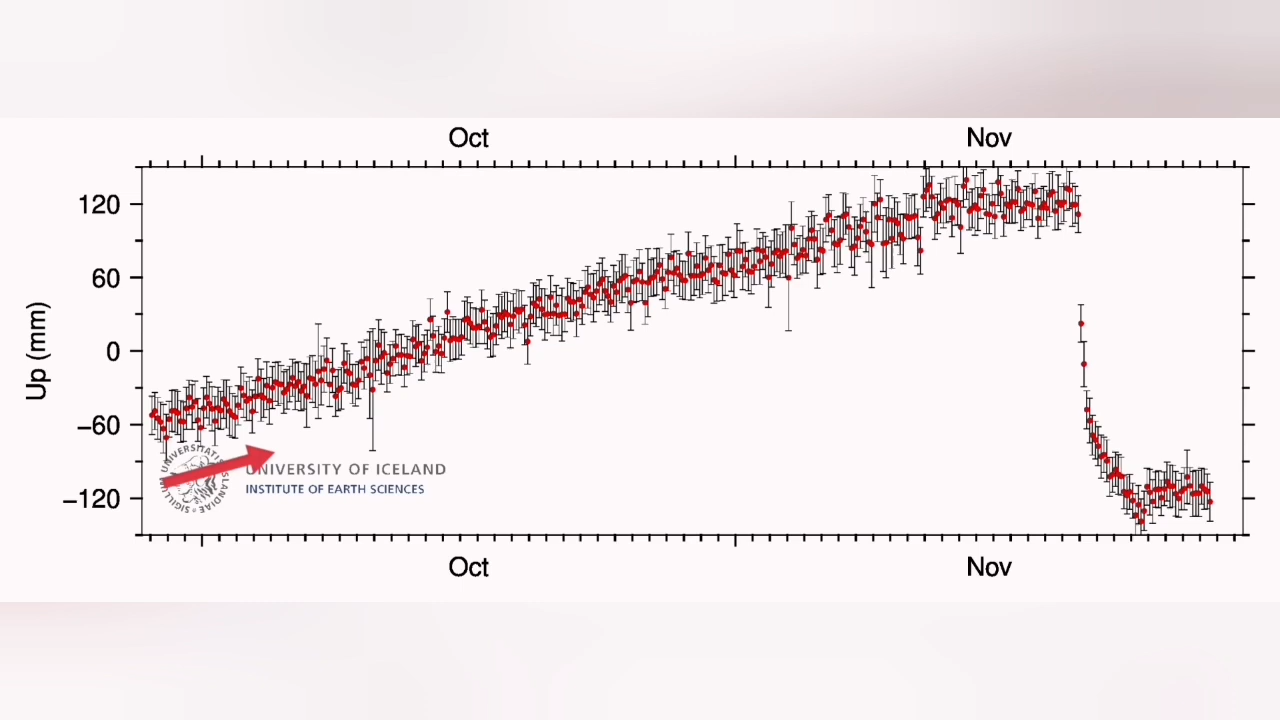 Oct Nov
120
60
0
−60
−120
Up (mm)
UNIVERSITY OF ICELAND
INSTITUTE OF EARTH SCIENCES
Oct Nov